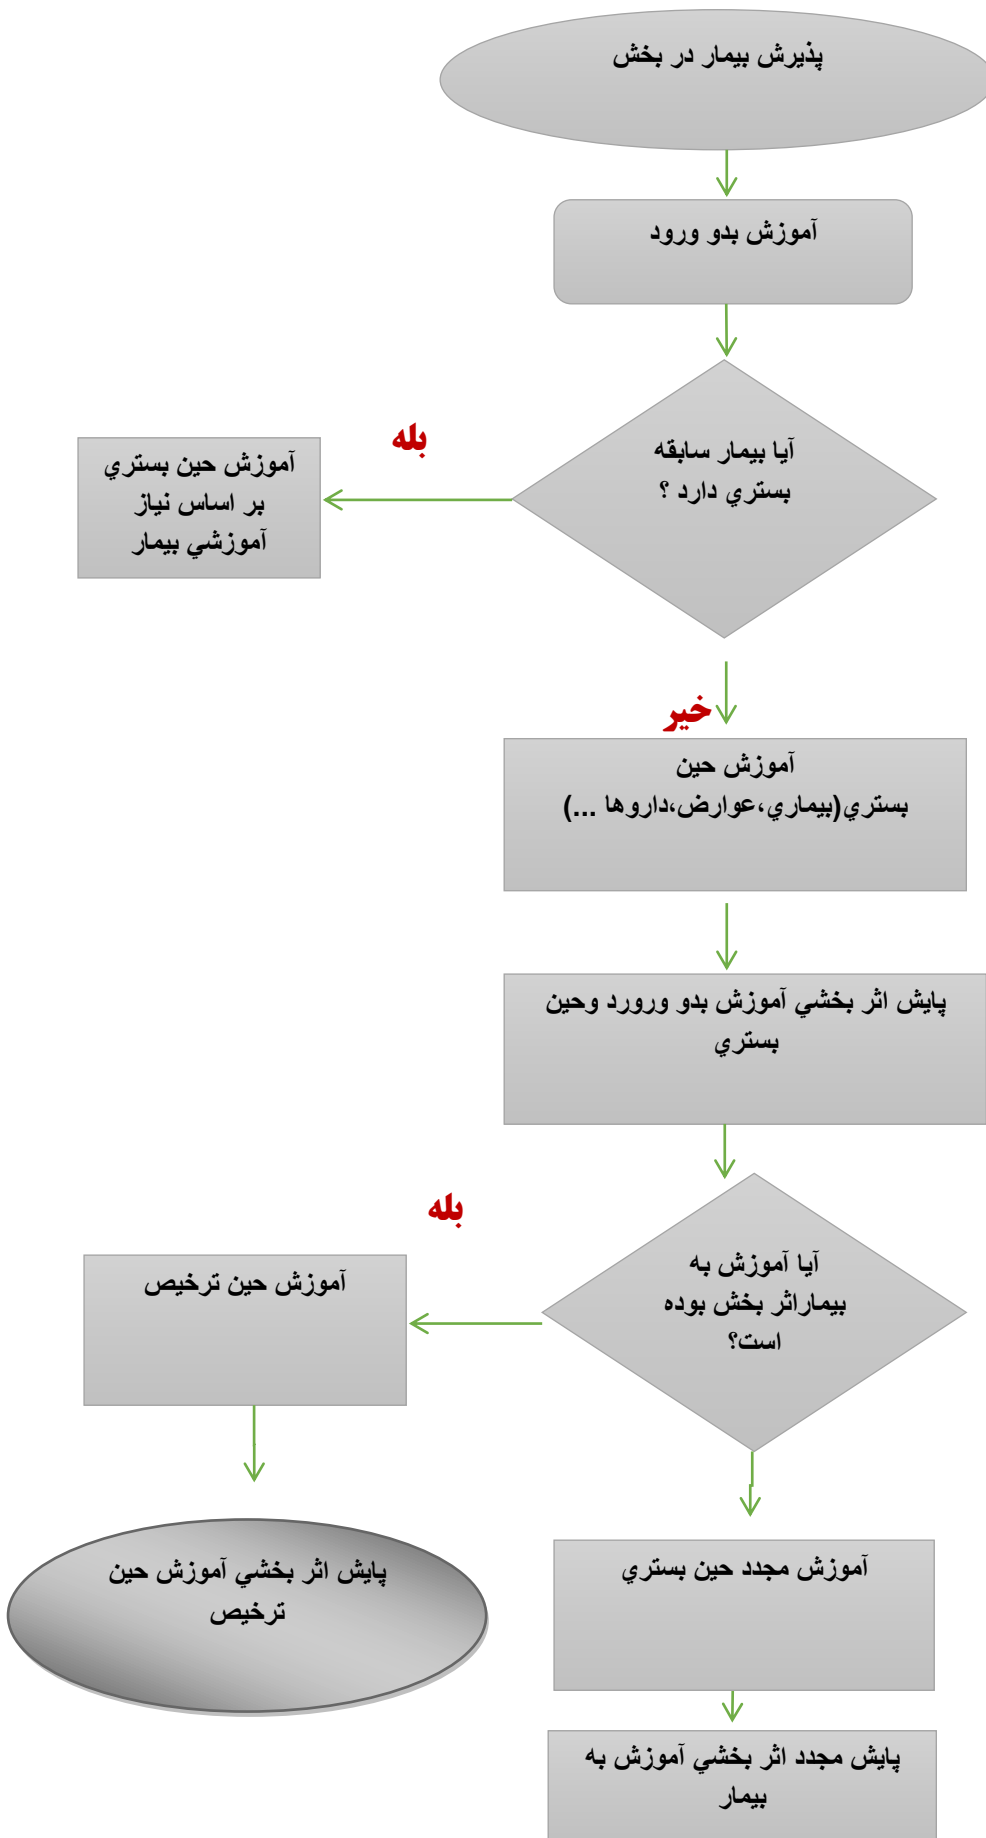 پذيرش بيمار در بخش
آموزش بدو ورود
آيا بيمار سابقه
بستري دارد ؟
بله
آموزش حين بستري
بر اساس نياز
آموزشي بيمار
خير
آموزش حين
بستري(بيماري،عوارض،داروها ...)
پايش اثر بخشي آموزش بدو ورورد وحين
بستري
آيا آموزش به
بيماراثر بخش بوده
است؟
بله
آموزش حين ترخيص
پايش اثر بخشي آموزش حين
ترخيص
آموزش مجدد حين بستري
پايش مجدد اثر بخشي آموزش به
بيمار